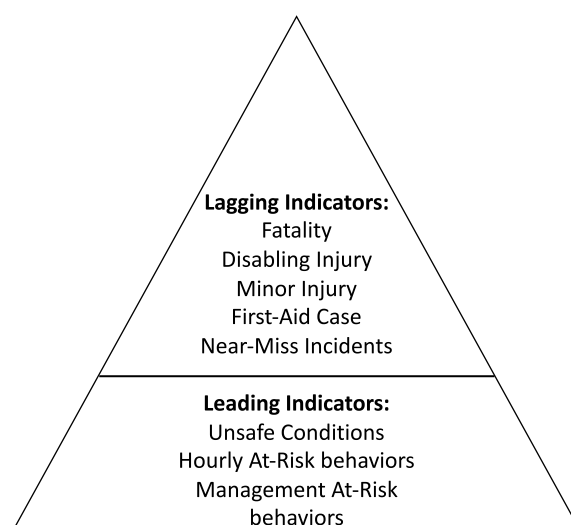 Lagging Indicators:
Fatality
Disabling Injury
Minor Injury
First-Aid Case
Near-Miss Incidents
Leading Indicators:
Unsafe Conditions
Hourly At-Risk behaviors
Management At-Risk
behaviors